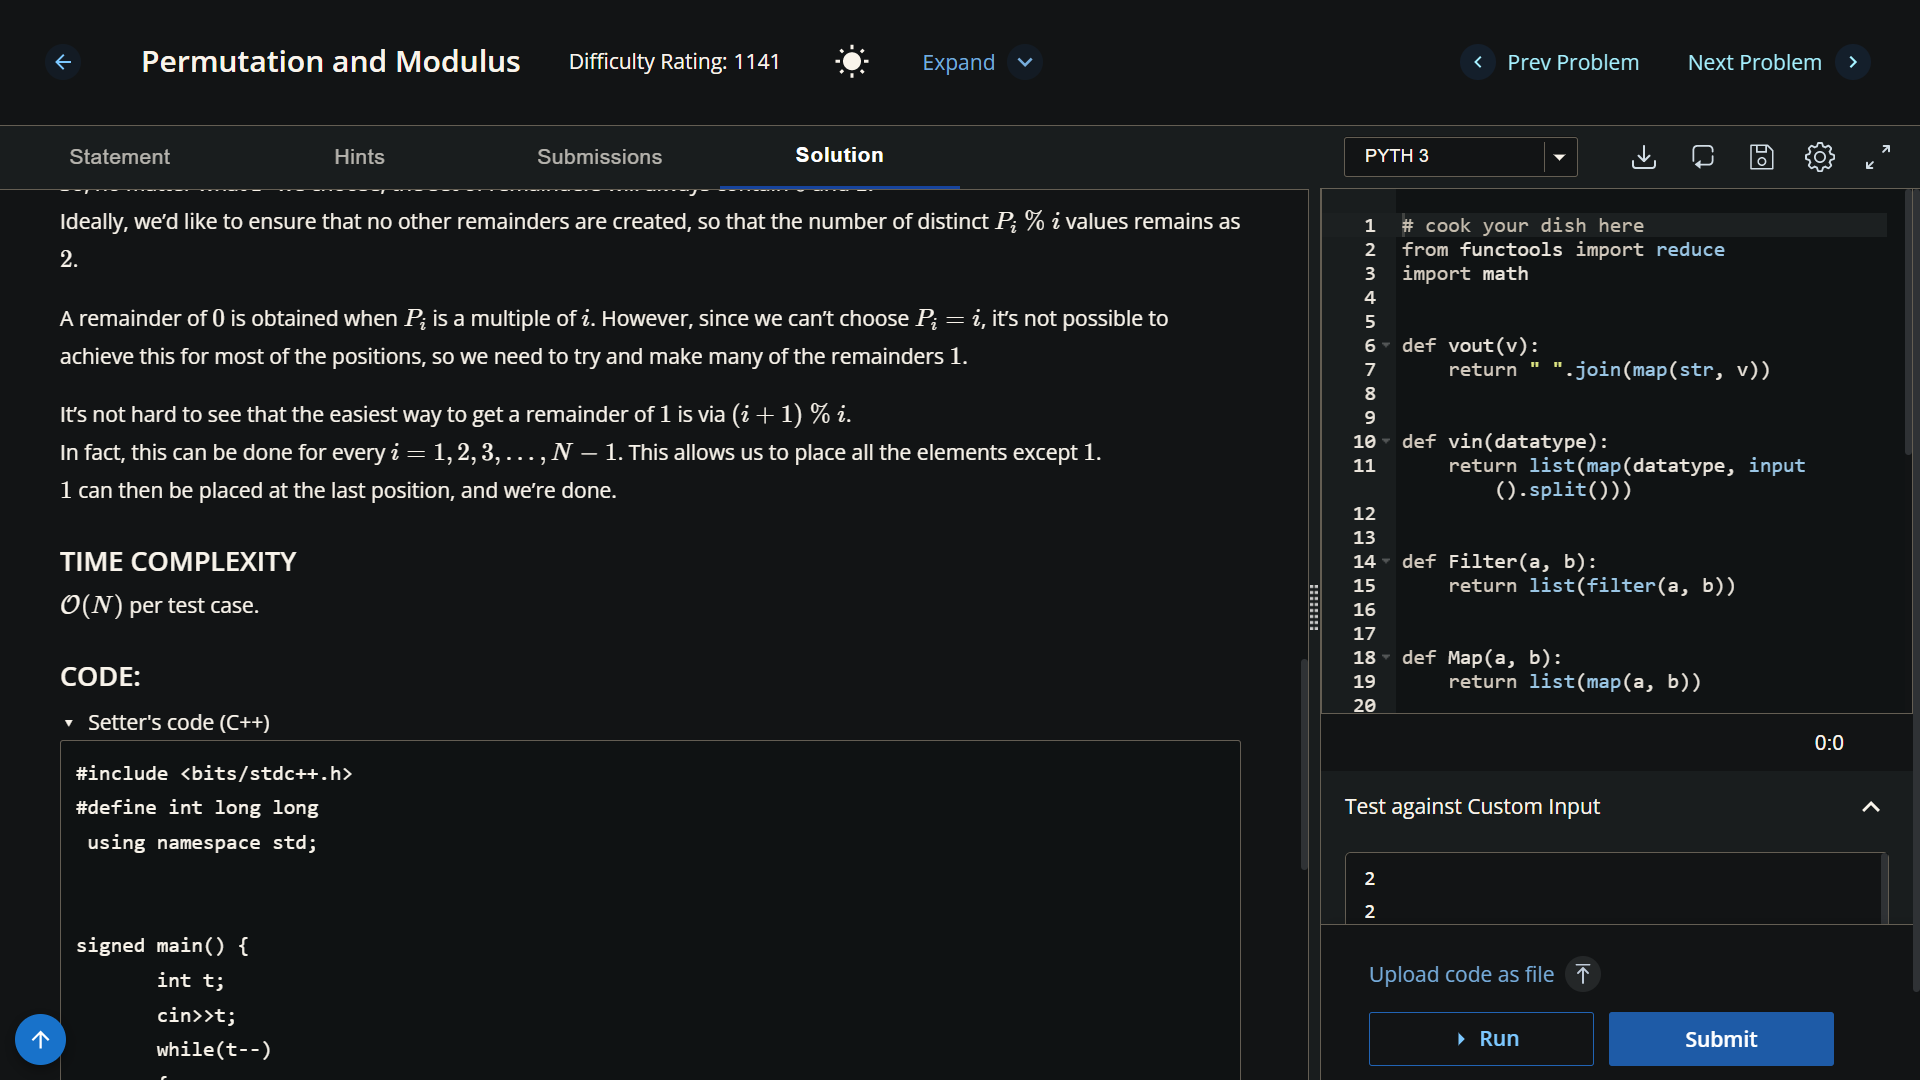 Permutation and Modulus
Difficulty Rating: 1141
Expand
Prev Problem
Next Problem
Statement
Hints
Submissions
Solution
Ideally, we’d like to ensure that no other remainders are created, so that the number of distinct P_i % i values remains as
2.
A remainder of 0 is obtained when P_i is a multiple of i. However, since we can’t choose P_i = i, it’s not possible to
achieve this for most of the positions, so we need to try and make many of the remainders 1.
It’s not hard to see that the easiest way to get a remainder of 1 is via (i + 1) % i.
In fact, this can be done for every i = 1, 2, 3, . . . , N − 1. This allows us to place all the elements except 1.
1 can then be placed at the last position, and we’re done.
TIME COMPLEXITY
O(N) per test case.
CODE:
Setter's code (C++)
#include <bits/stdc++.h>
#define int long long
using namespace std;
signed main() {
int t;
cin>>t;
while(t--)
PYTH 3
1 # cook your dish here
2 from functools import reduce
3 import math
4
5
6 def vout(v):
7 return " ".join(map(str, v))
8
9
10 def vin(datatype):
11 return list(map(datatype, input
().split()))
12
13
14 def Filter(a, b):
15 return list(filter(a, b))
16
17
18 def Map(a, b):
19 return list(map(a, b))
20
0:0
Test against Custom Input
2
2
Upload code as file
Run
Submit